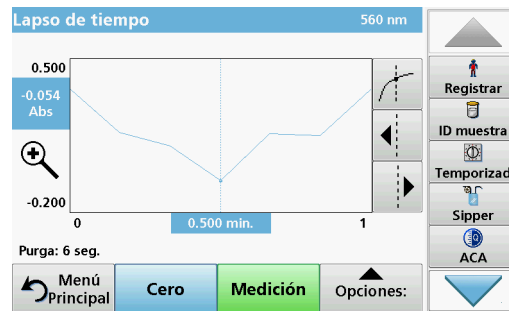 Lapso de tiempo
560 nm
0.500
-0.054
Abs
-0.200
0
0.500 min.
1
Purga: 6 seg.
Menú
Principal
Cero
Medición
Opciones:
Registrar
ID muestra
Temporizad
Sipper
ACA